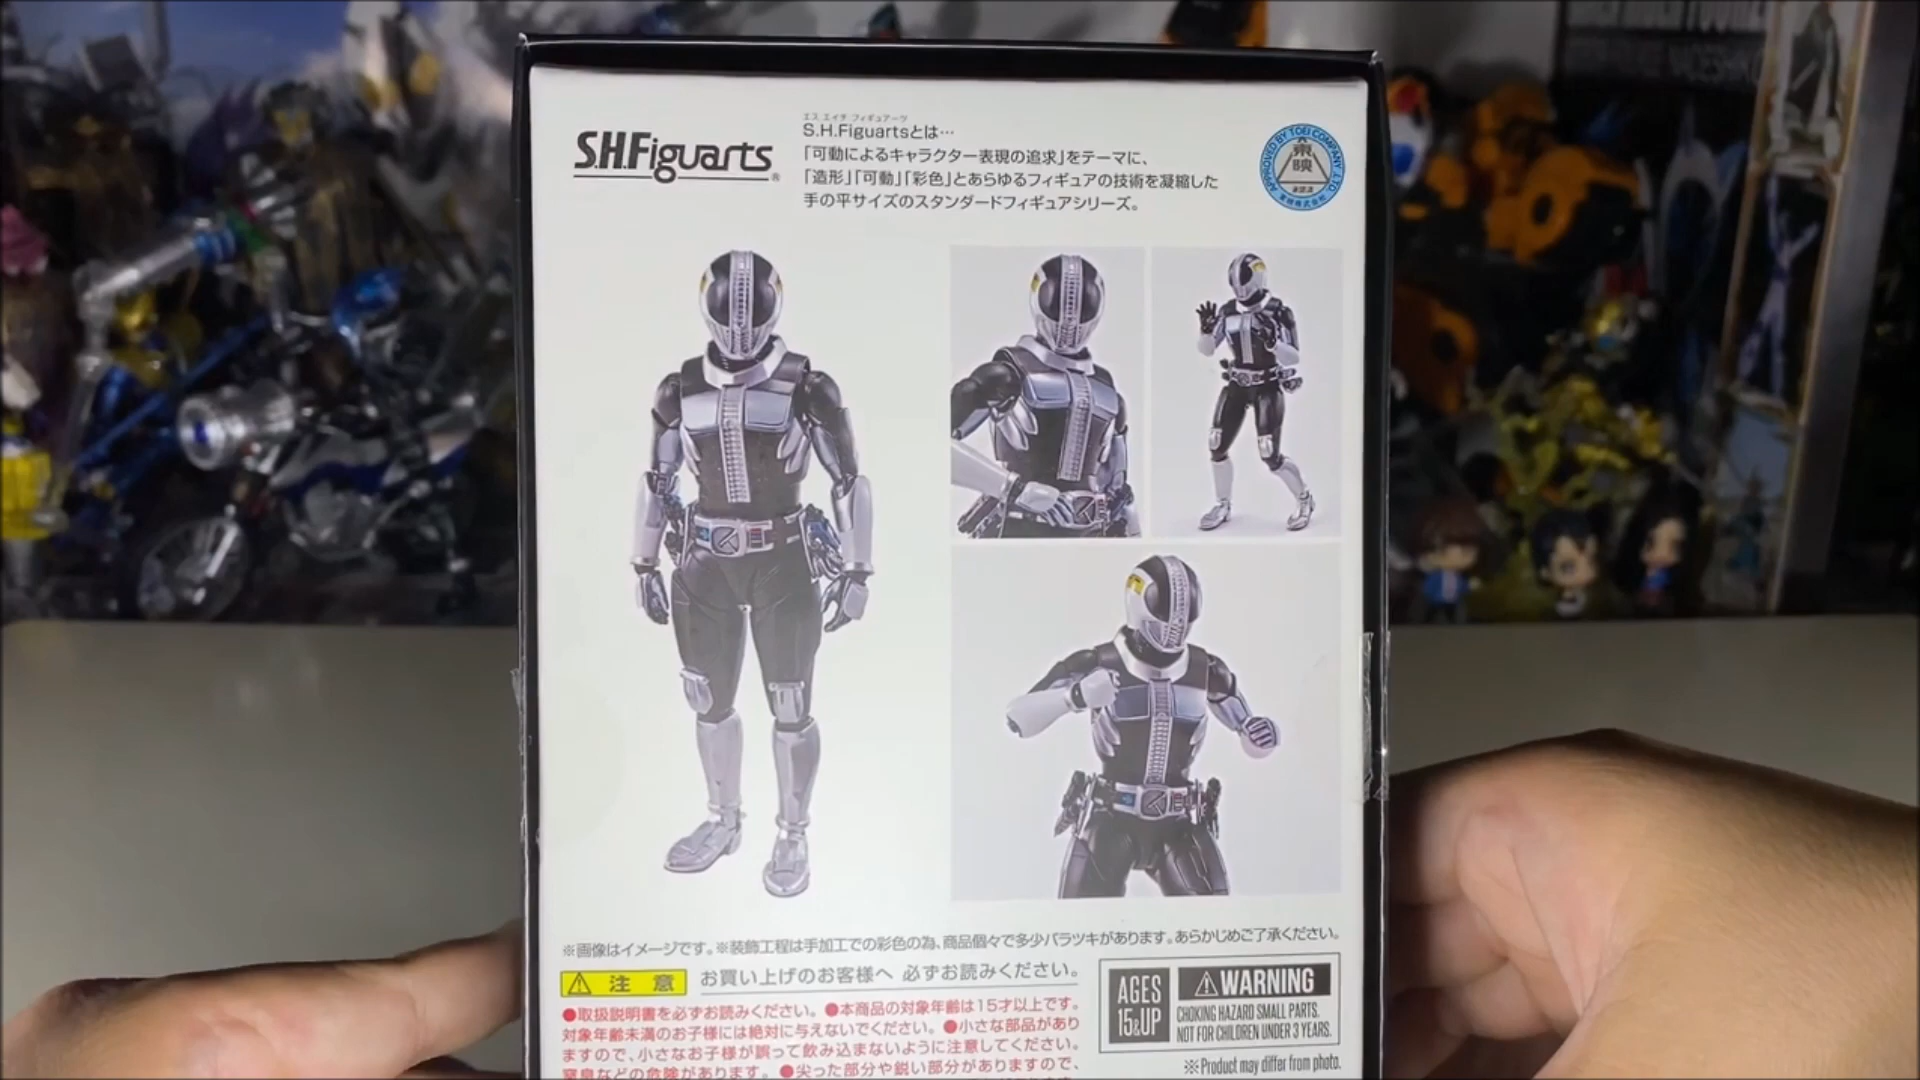 S.H.Figuarts
エス エイチ フィギュアーツ
S.H.Figuartsとは…
「可動によるキャラクター表現の追求」をテーマに、
「造形」「可動」「彩色」とあらゆるフィギュアの技術を凝縮した
手の平サイズのスタンダードフィギュアシリーズ。
APPROVED BY TOEI COMPANY, LTD.
東映
※画像はイメージです。※装飾工程は手加工での彩色の為、商品個々で多少バラツキがあります。あらかじめご了承ください。
注意 お買い上げのお客様へ 必ずお読みください。
●取扱説明書を必ずお読みください。●本商品の対象年齢は15才以上です。
対象年齢未満のお子様には絶対に与えないでください。●小さな部品があり
ますので、小さなお子様が誤って飲み込まないように注意してください。
窒息などの危険があります。●尖った部分や鋭い部分がありますので、
AGES
15&UP
WARNING
CHOKING HAZARD SMALL PARTS.
NOT FOR CHILDREN UNDER 3 YEARS.
※Product may differ from photo.